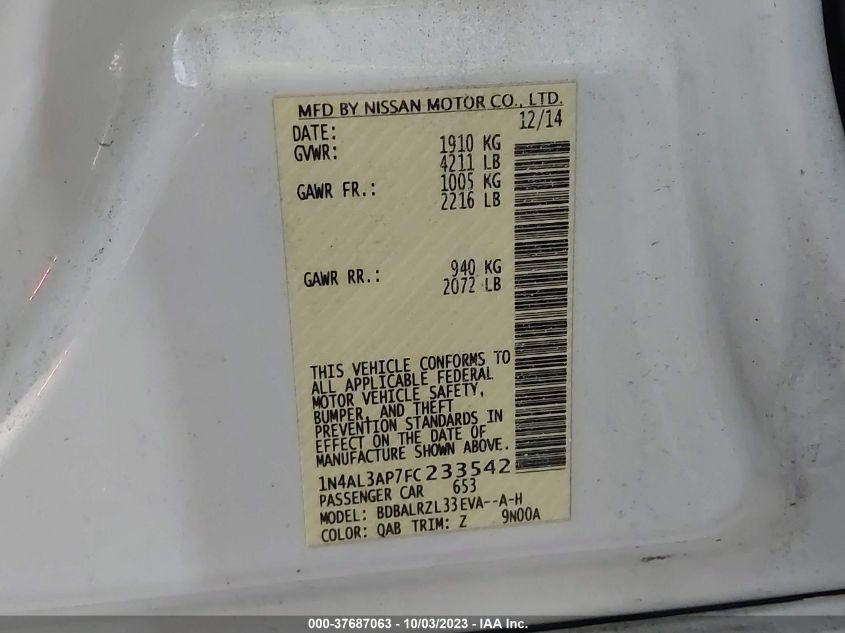 MFD BY NISSAN MOTOR CO., LTD.
DATE: 12/14
GVWR: 1910 KG
4211 LB
GAWR FR.: 1005 KG
2216 LB
GAWR RR.: 940 KG
2072 LB
THIS VEHICLE CONFORMS TO
ALL APPLICABLE FEDERAL
MOTOR VEHICLE SAFETY,
BUMPER, AND THEFT
PREVENTION STANDARDS IN
EFFECT ON THE DATE OF
MANUFACTURE SHOWN ABOVE.
1N4AL3AP7FC233542
PASSENGER CAR 653
MODEL: BDBALRZL33EVA--A-H
COLOR: QAB TRIM: Z 9N00A
000-37687063 - 10/03/2023 - IAA Inc.